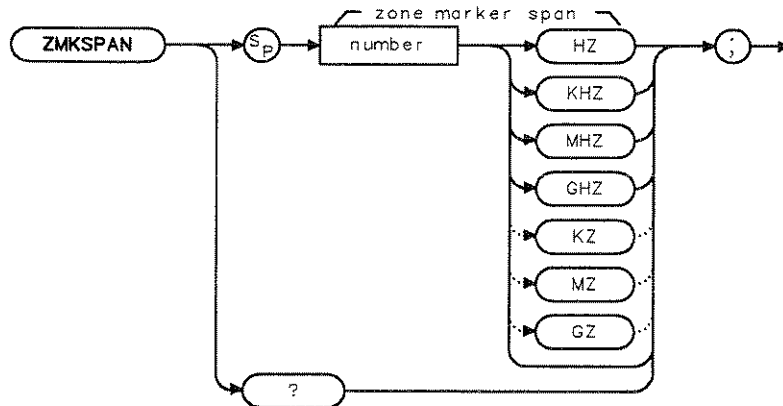 zone marker span
ZMKSPAN
SP
number
HZ
;
KHZ
MHZ
GHZ
KZ
MZ
GZ
?